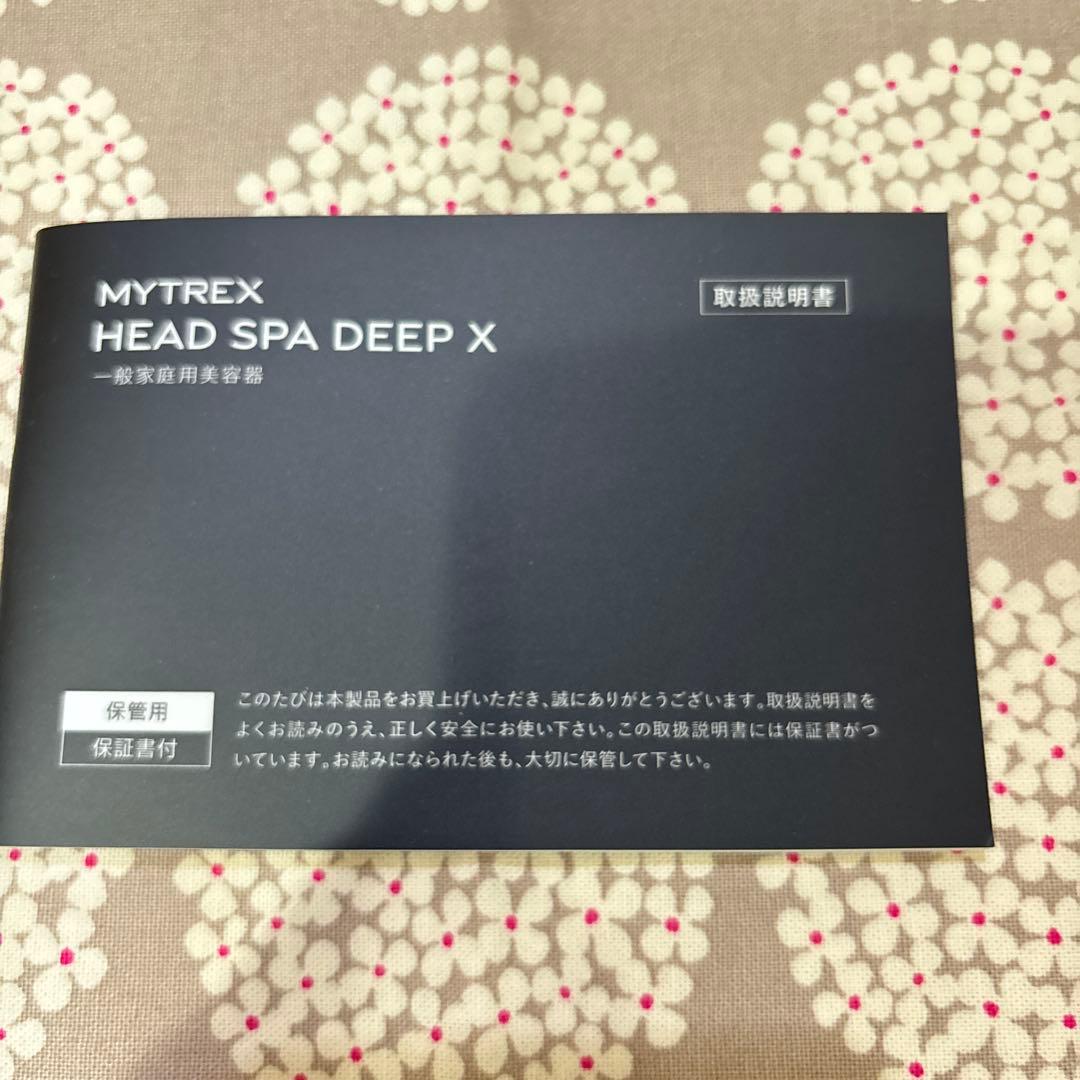 MYTREX
HEAD SPA DEEP X
一般家庭用美容器
取扱説明書
保管用
保証書付
このたびは本製品をお買上げいただき、誠にありがとうございます。取扱説明書を
よくお読みのうえ、正しく安全にお使い下さい。この取扱説明書には保証書がつ
いています。お読みになられた後も、大切に保管して下さい。